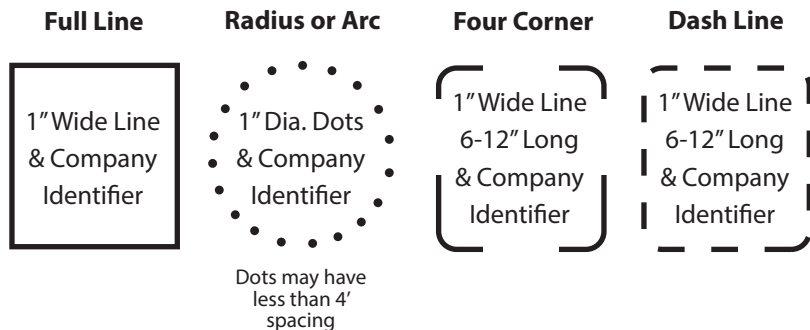 Full Line
1” Wide Line
& Company
Identifier
Radius or Arc
1” Dia. Dots
& Company
Identifier
Dots may have
less than 4’
spacing
Four Corner
1” Wide Line
6-12” Long
& Company
Identifier
Dash Line
1” Wide Line
6-12” Long
& Company
Identifier